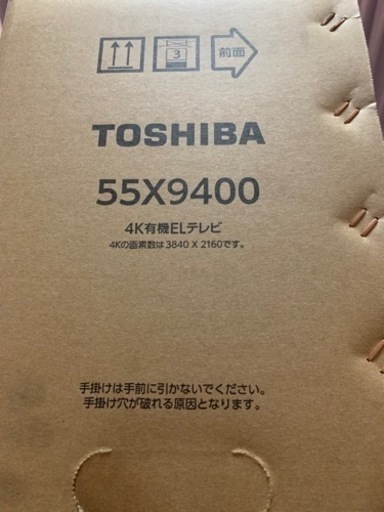 3
前面
TOSHIBA
55X9400
4K有機ELテレビ
4Kの画素数は3840 X 2160です。
手掛けは手前に引かないでください。
手掛け穴が破れる原因となります。